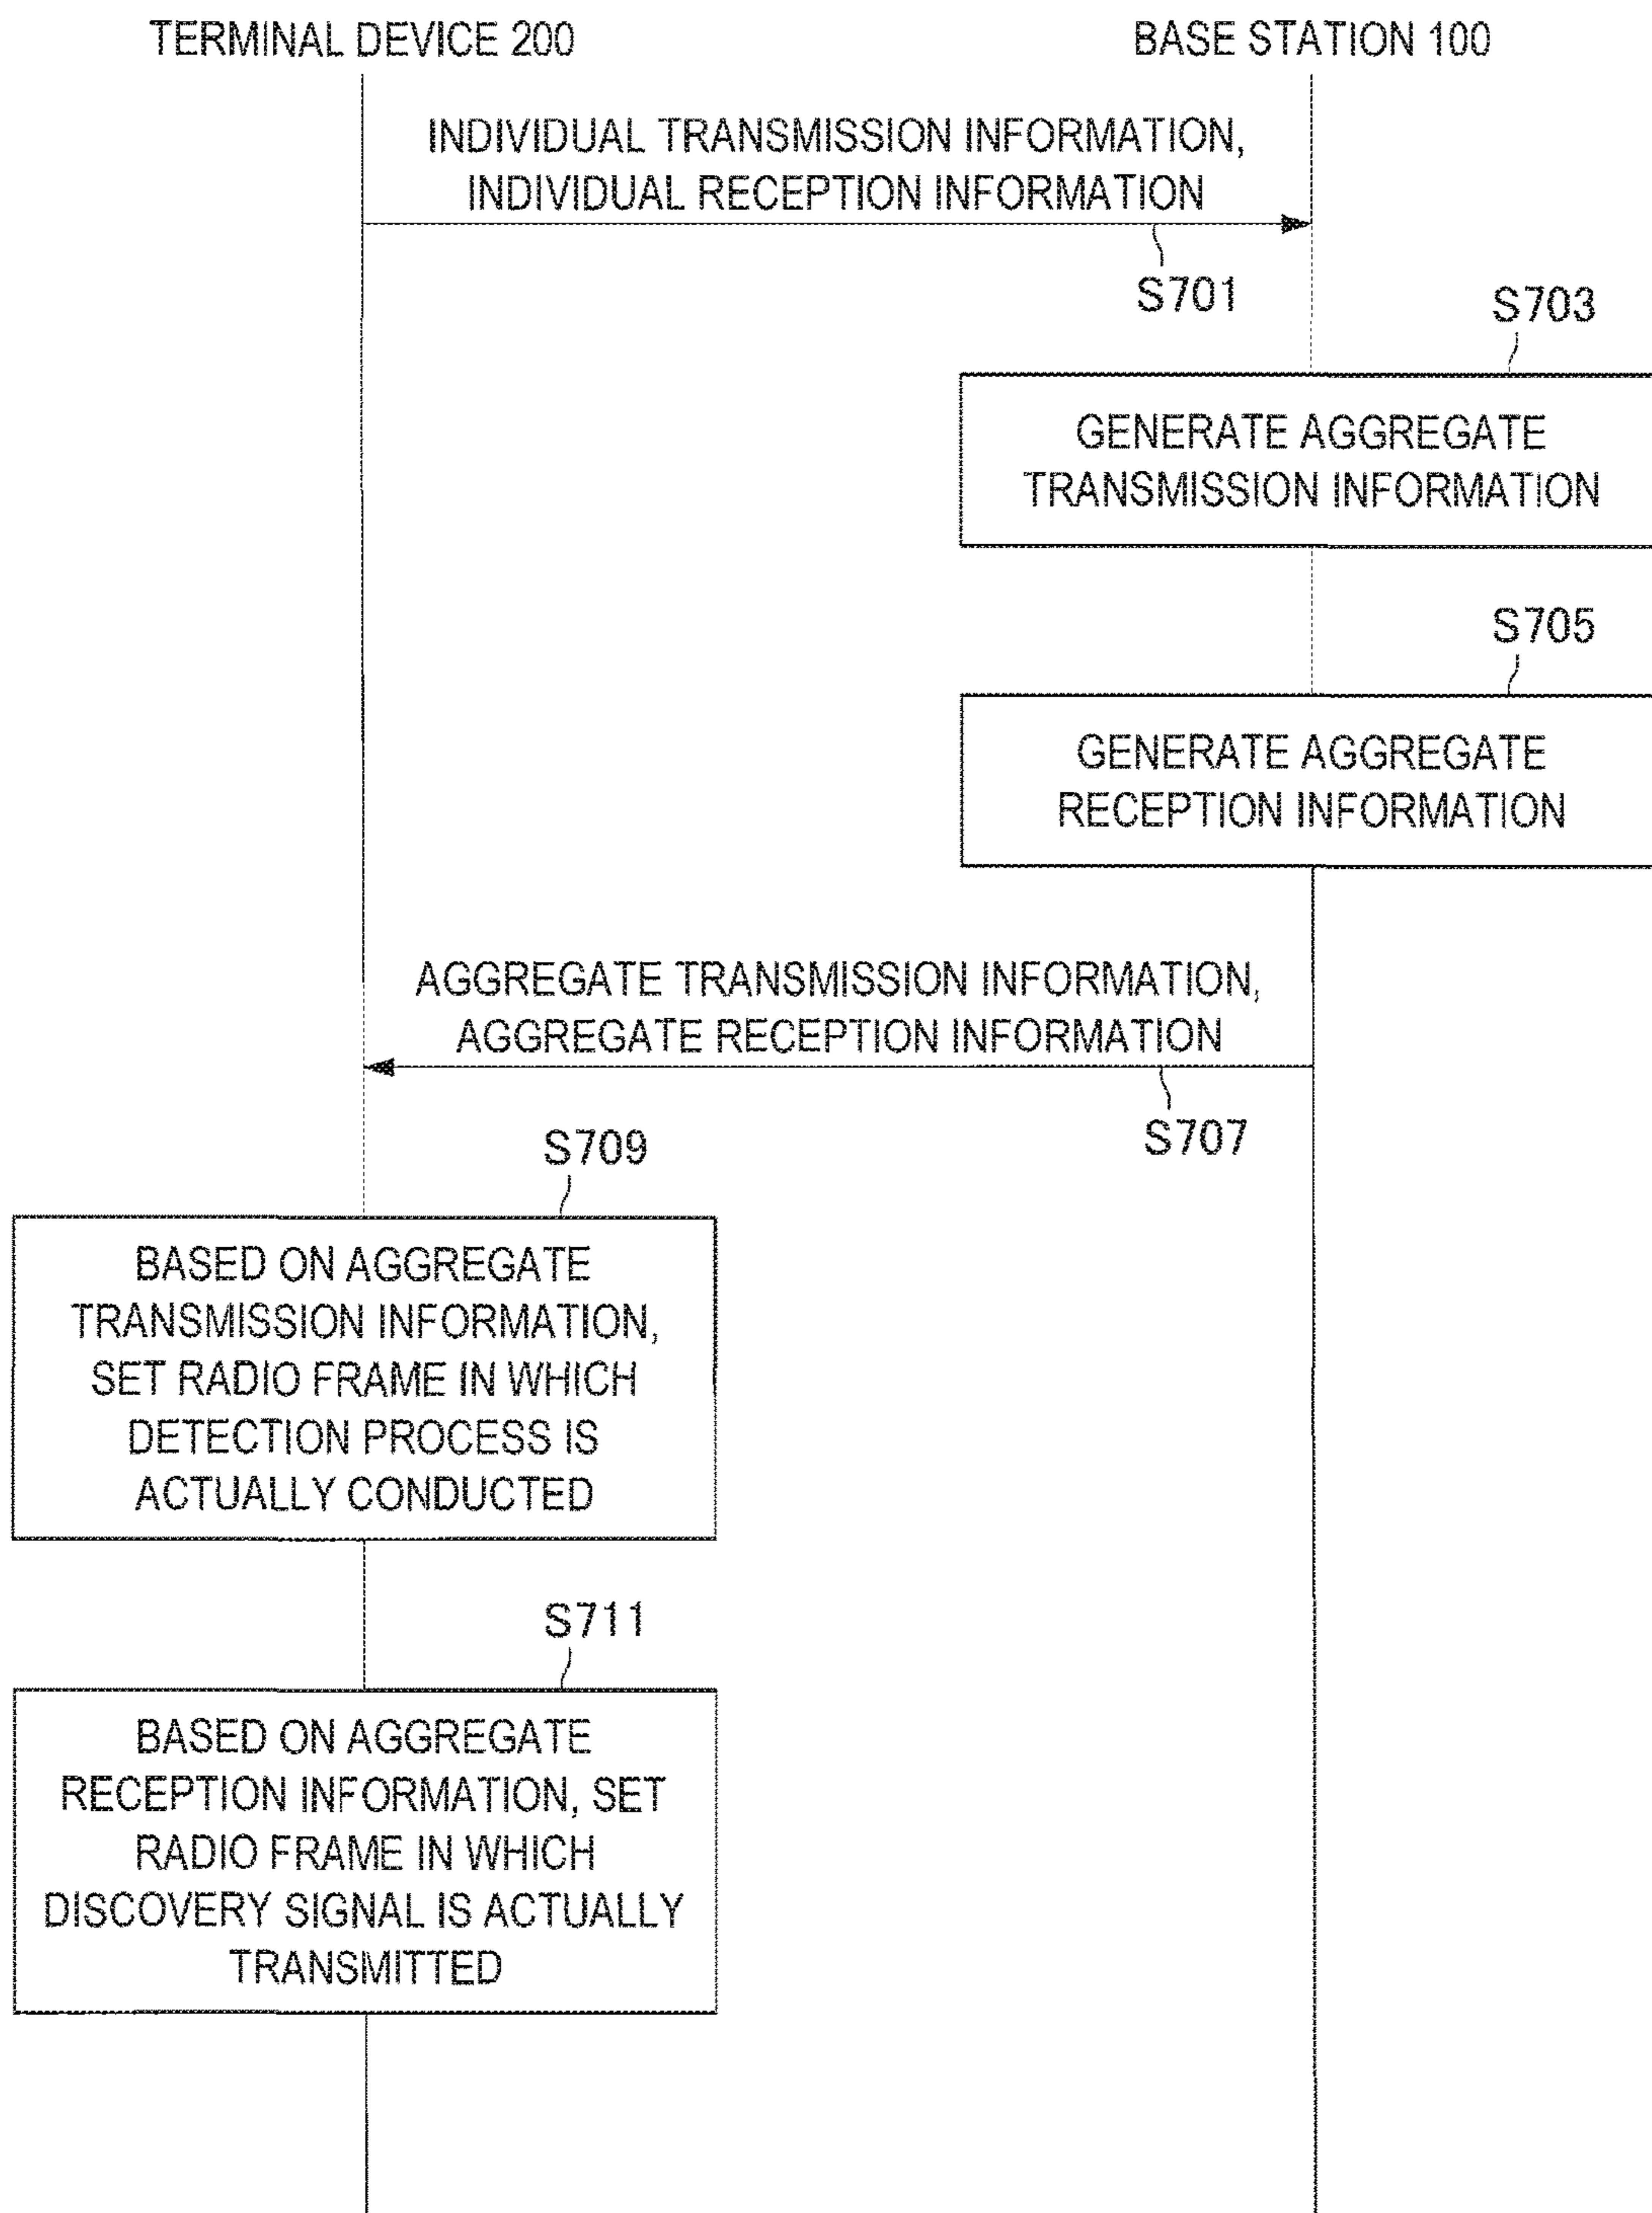 TERMINAL DEVICE 200
BASE STATION 100
INDIVIDUAL TRANSMISSION INFORMATION,
INDIVIDUAL RECEPTION INFORMATION
S701
S703
GENERATE AGGREGATE
TRANSMISSION INFORMATION
S705
GENERATE AGGREGATE
RECEPTION INFORMATION
AGGREGATE TRANSMISSION INFORMATION,
AGGREGATE RECEPTION INFORMATION
S707
S709
BASED ON AGGREGATE
TRANSMISSION INFORMATION,
SET RADIO FRAME IN WHICH
DETECTION PROCESS IS
ACTUALLY CONDUCTED
S711
BASED ON AGGREGATE
RECEPTION INFORMATION, SET
RADIO FRAME IN WHICH
DISCOVERY SIGNAL IS ACTUALLY
TRANSMITTED